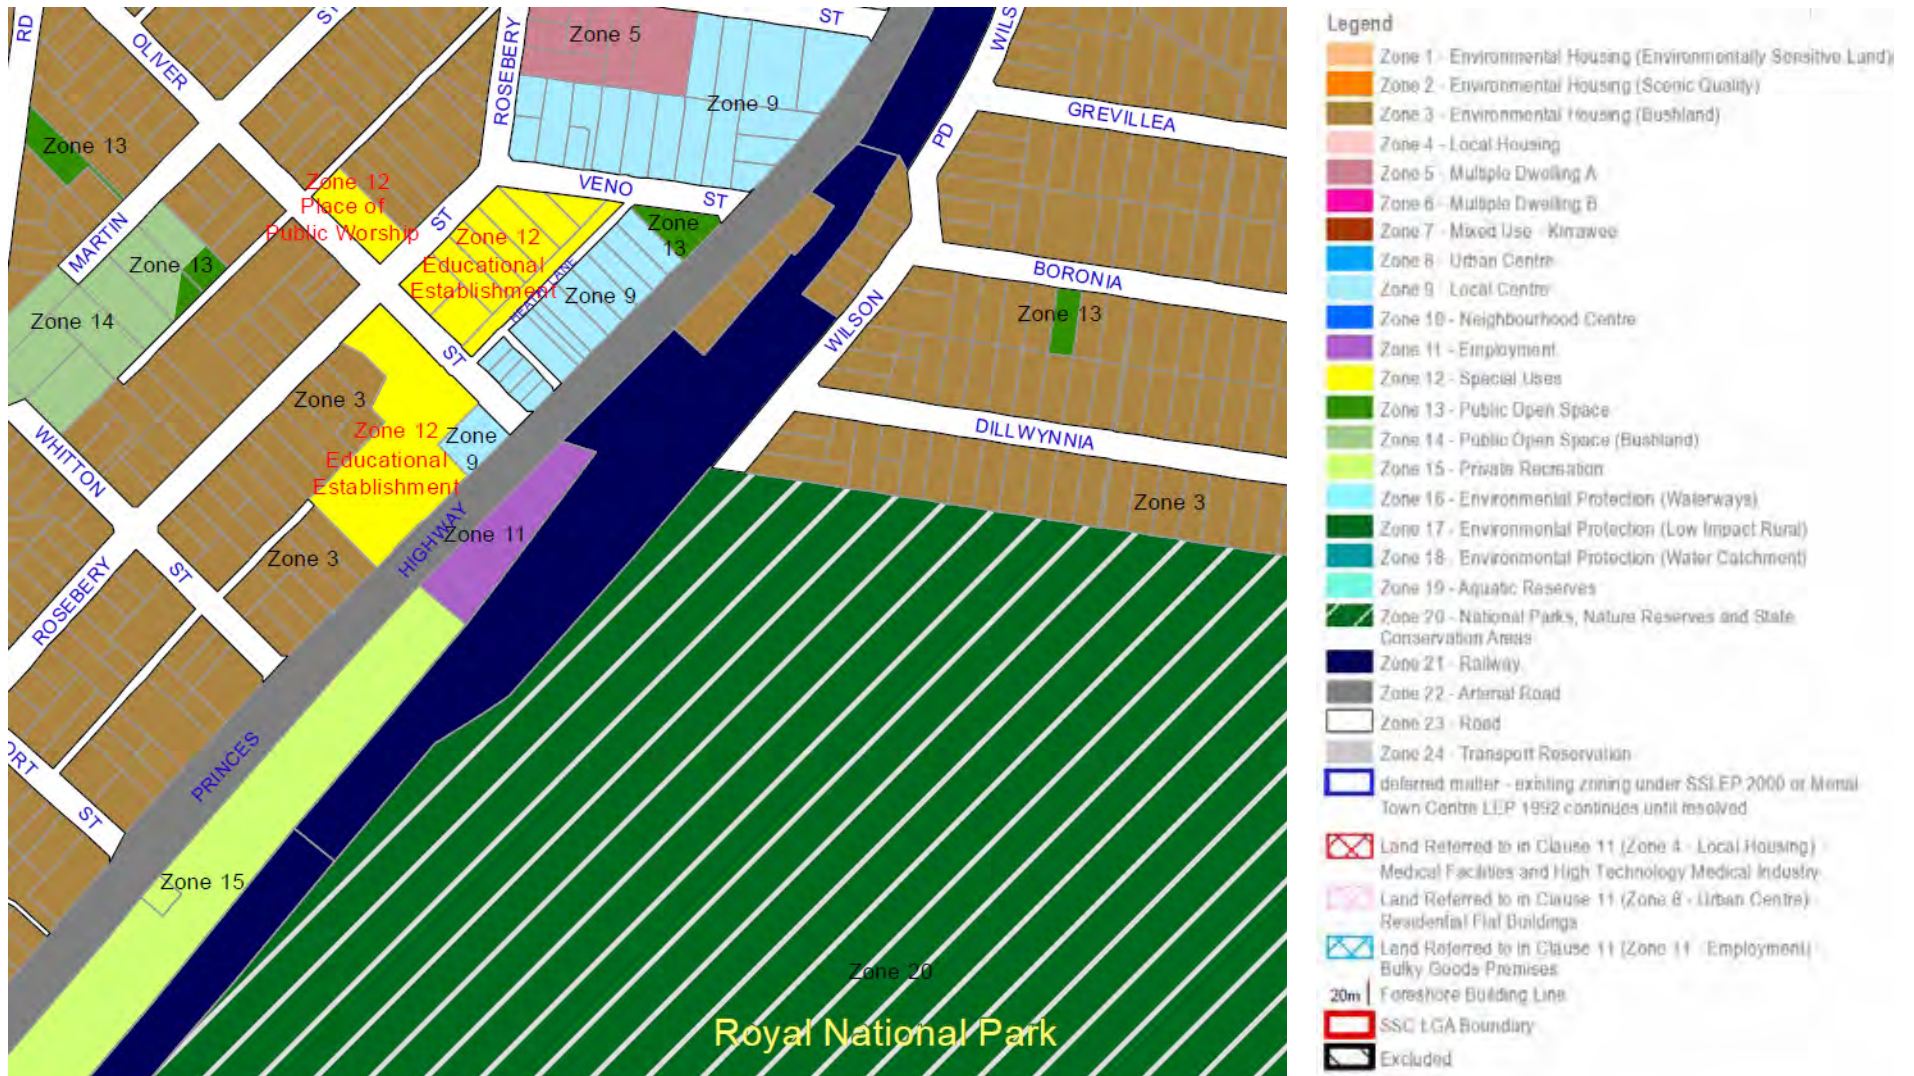 RD
OLIVER
ST
ROSEBERY
Zone 5
ST
WILS
Zone 9
GREVILLEA
PD
Zone 13
Zone 12
Place of
Public Worship
VENO
ST
MARTIN
ST
Zone 12
Educational
Establishment
Zone
13
Zone 13
HEATH LANE
Zone 9
BORONIA
Zone 13
WILSON
Zone 14
ST
Zone 3
Zone 12
Educational
Establishment
Zone
9
DILLWYNNIA
WHITTON
Zone 3
HIGHWAY
Zone 11
Zone 3
ST
ROSEBERY
PRINCES
ORT
ST
Zone 15
Zone 20
Royal National Park
Legend
Zone 1 - Environmental Housing (Environmentally Sensitive Land)
Zone 2 - Environmental Housing (Scenic Quality)
Zone 3 - Environmental Housing (Bushland)
Zone 4 - Local Housing
Zone 5 - Multiple Dwelling A
Zone 6 - Multiple Dwelling B
Zone 7 - Mixed Use - Kirrawee
Zone 8 - Urban Centre
Zone 9 - Local Centre
Zone 10 - Neighbourhood Centre
Zone 11 - Employment
Zone 12 - Special Uses
Zone 13 - Public Open Space
Zone 14 - Public Open Space (Bushland)
Zone 15 - Private Recreation
Zone 16 - Environmental Protection (Waterways)
Zone 17 - Environmental Protection (Low Impact Rural)
Zone 18 - Environmental Protection (Water Catchment)
Zone 19 - Aquatic Reserves
Zone 20 - National Parks, Nature Reserves and State
Conservation Areas
Zone 21 - Railway
Zone 22 - Arterial Road
Zone 23 - Road
Zone 24 - Transport Reservation
deferred matter - existing zoning under SSLEP 2000 or Menai
Town Centre LEP 1992 continues until resolved
Land Referred to in Clause 11 (Zone 4 - Local Housing)
Medical Facilities and High Technology Medical Industry
Land Referred to in Clause 11 (Zone 8 - Urban Centre)
Residential Flat Buildings
Land Referred to in Clause 11 (Zone 11 - Employment)
Bulky Goods Premises
20m Foreshore Building Line
SSC LGA Boundary
Excluded